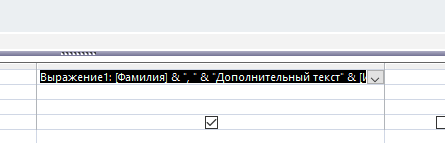 Выражение1: [Фамилия] & ", " & "Дополнительный текст" & [